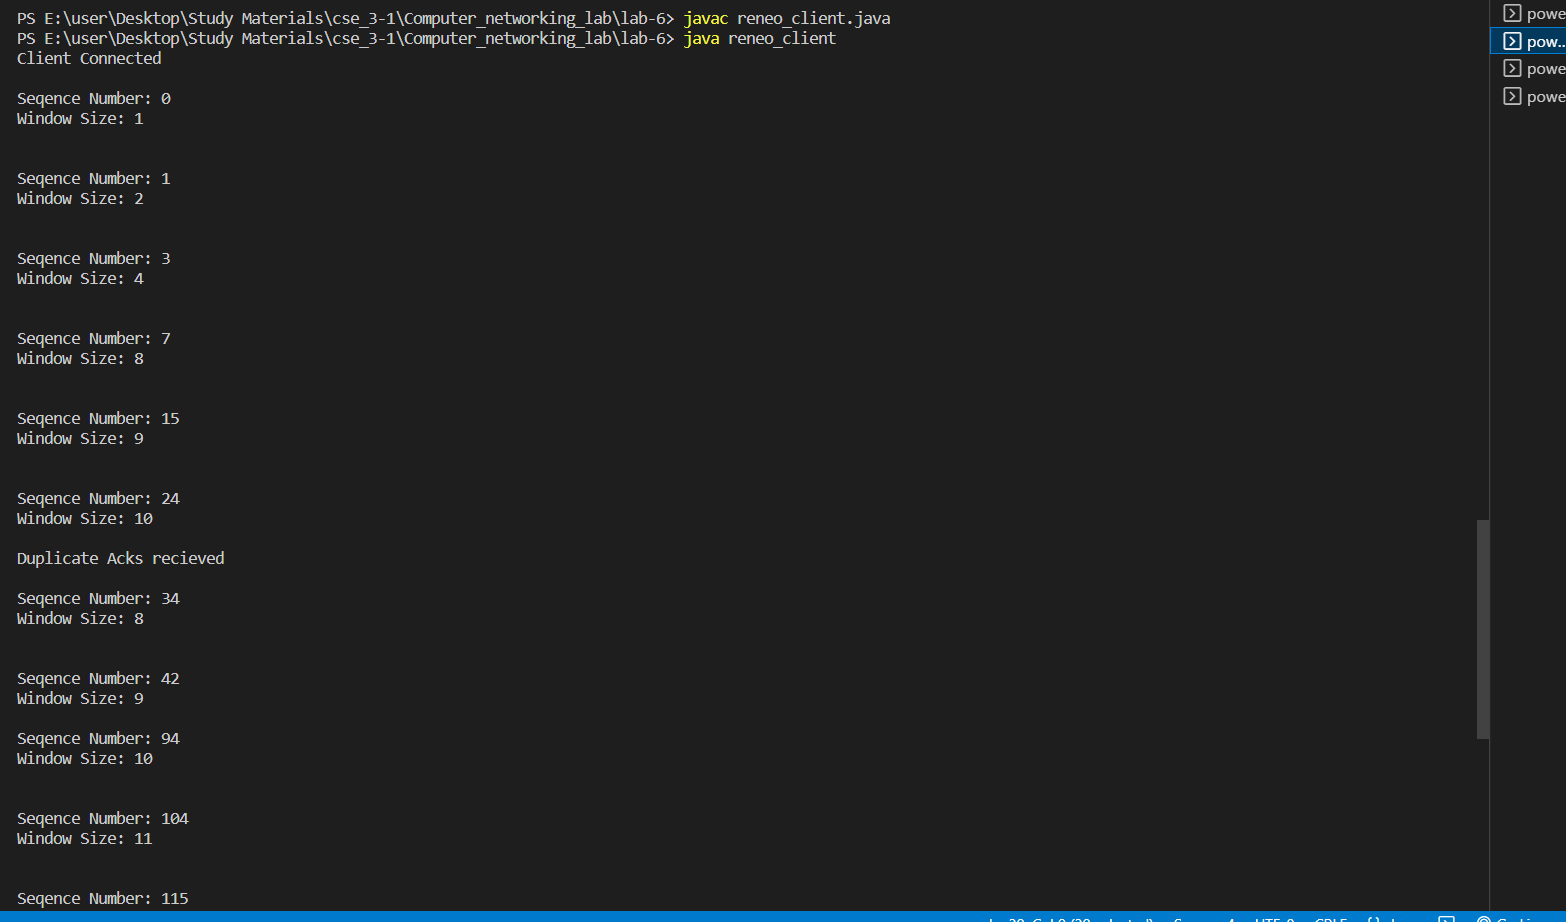 PS E:\user\Desktop\Study Materials\cse_3-1\Computer_networking_lab\lab-6> javac reneo_client.java
PS E:\user\Desktop\Study Materials\cse_3-1\Computer_networking_lab\lab-6> java reneo_client
Client Connected
Seqence Number: 0
Window Size: 1
Seqence Number: 1
Window Size: 2
Seqence Number: 3
Window Size: 4
Seqence Number: 7
Window Size: 8
Seqence Number: 15
Window Size: 9
Seqence Number: 24
Window Size: 10
Duplicate Acks recieved
Seqence Number: 34
Window Size: 8
Seqence Number: 42
Window Size: 9
Seqence Number: 94
Window Size: 10
Seqence Number: 104
Window Size: 11
Seqence Number: 115
powe
pow...
powe
powe